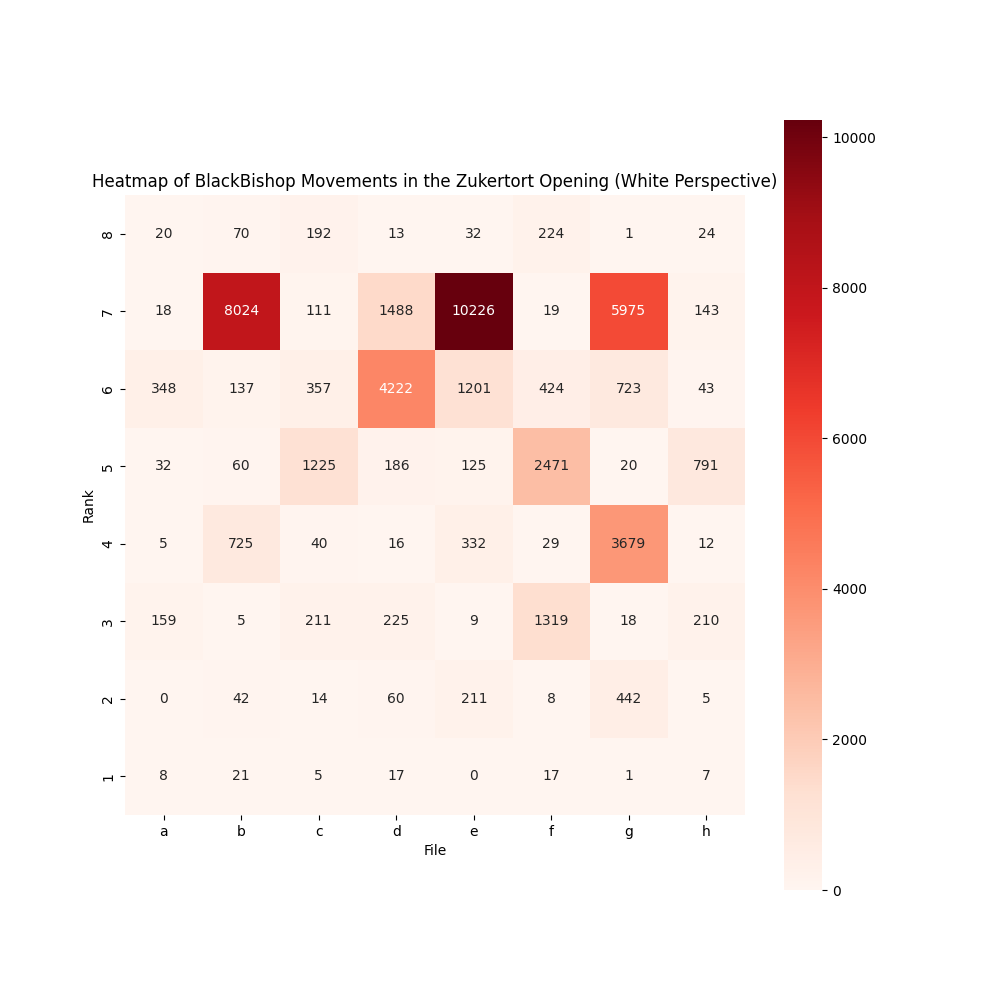 Heatmap of BlackBishop Movements in the Zukertort Opening (White Perspective)
8 20 70 192 13 32 224 1 24
7 18 8024 111 1488 10226 19 5975 143
6 348 137 357 4222 1201 424 723 43
5 32 60 1225 186 125 2471 20 791
4 5 725 40 16 332 29 3679 12
3 159 5 211 225 9 1319 18 210
2 0 42 14 60 211 8 442 5
1 8 21 5 17 0 17 1 7
a b c d e f g h
File
Rank
10000
8000
6000
4000
2000
0